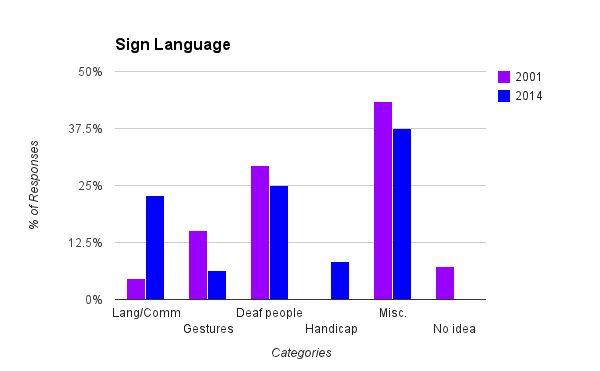 Sign Language
50%
37.5%
25%
12.5%
0%
% of Responses
Lang/Comm
Gestures
Deaf people
Handicap
Misc.
No idea
Categories
2001
2014